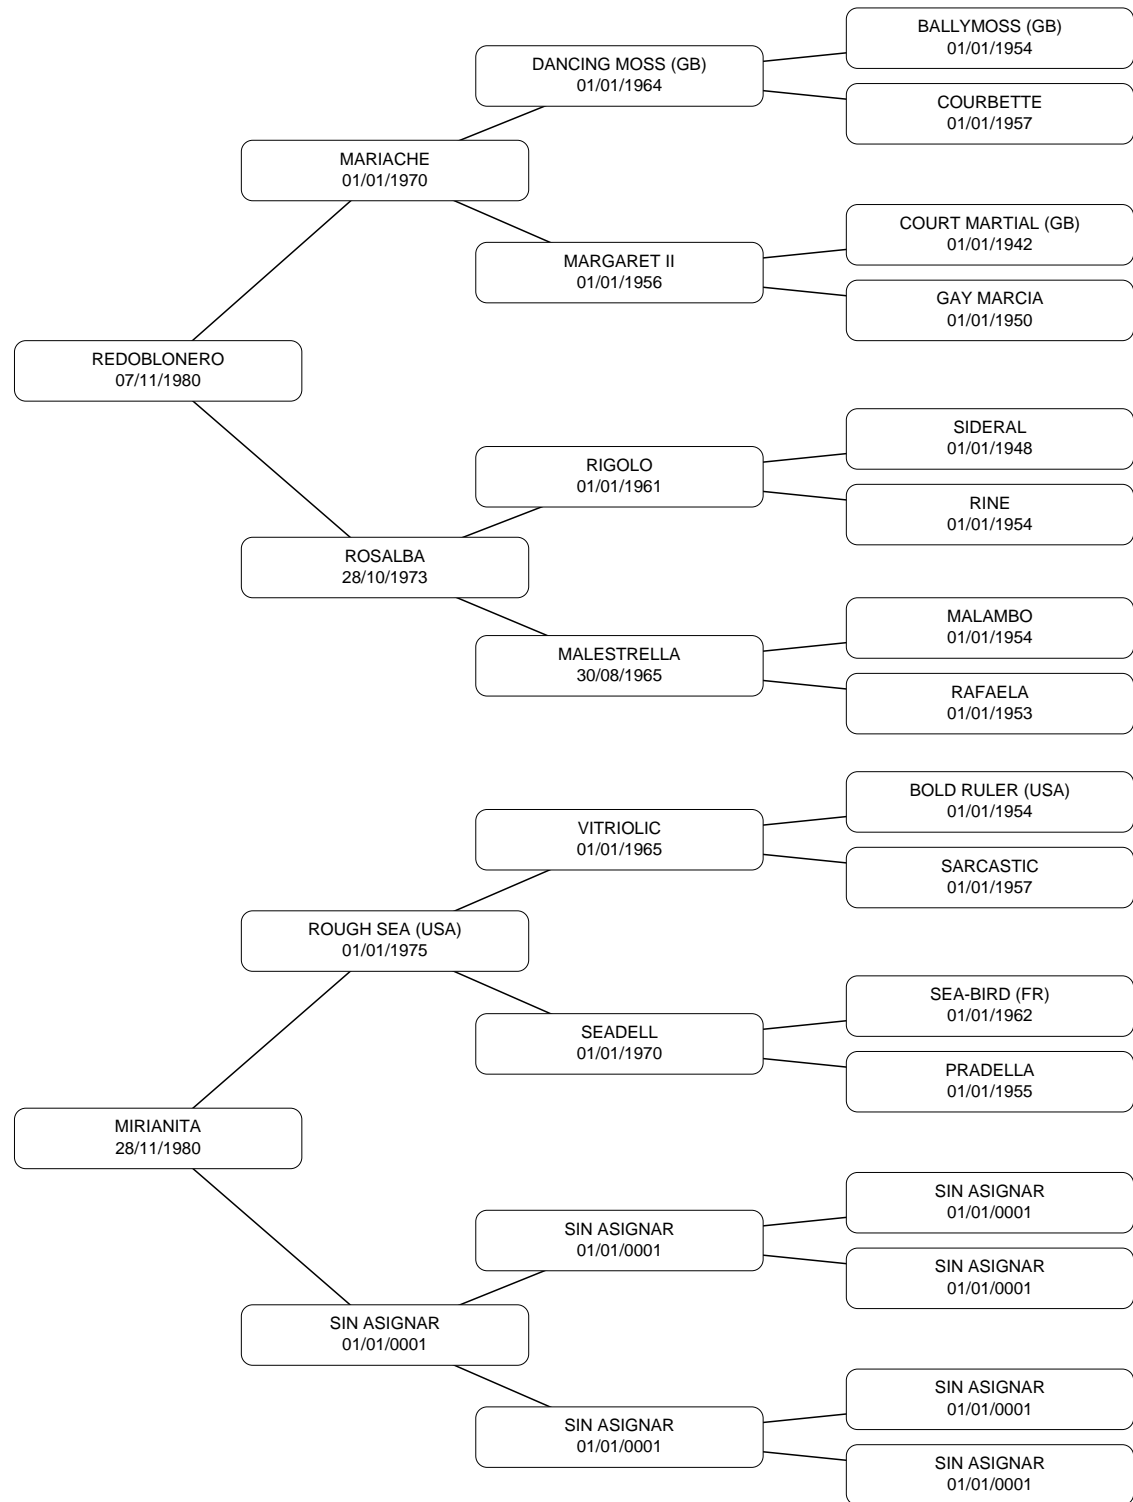 BALLYMOSS (GB)
01/01/1954
DANCING MOSS (GB)
01/01/1964
COURBETTE
01/01/1957
MARIACHE
01/01/1970
COURT MARTIAL (GB)
01/01/1942
MARGARET II
01/01/1956
GAY MARCIA
01/01/1950
REDOBLONERO
07/11/1980
SIDERAL
01/01/1948
RIGOLO
01/01/1961
RINE
01/01/1954
ROSALBA
28/10/1973
MALAMBO
01/01/1954
MALESTRELLA
30/08/1965
RAFAELA
01/01/1953
BOLD RULER (USA)
01/01/1954
VITRIOLIC
01/01/1965
SARCASTIC
01/01/1957
ROUGH SEA (USA)
01/01/1975
SEA-BIRD (FR)
01/01/1962
SEADELL
01/01/1970
PRADELLA
01/01/1955
MIRIANITA
28/11/1980
SIN ASIGNAR
01/01/0001
SIN ASIGNAR
01/01/0001
SIN ASIGNAR
01/01/0001
SIN ASIGNAR
01/01/0001
SIN ASIGNAR
01/01/0001
SIN ASIGNAR
01/01/0001
SIN ASIGNAR
01/01/0001